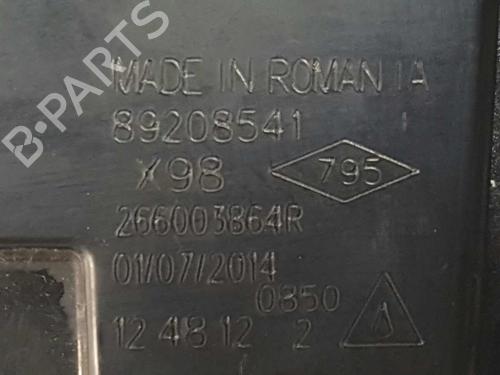 B-PARTS
MADE IN ROMANIA
89208541
X98 795
266003864R
01/07/2014
0850
12 48 12 2